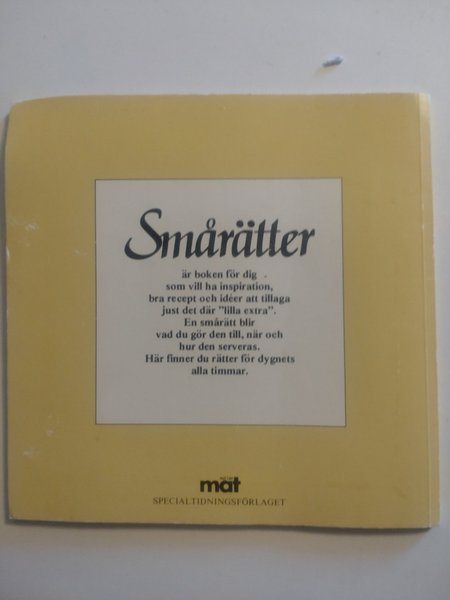 Smårätter
är boken för dig
som vill ha inspiration,
bra recept och idéer att tillaga
just det där "lilla extra".
En smårätt blir
vad du gör den till, när och
hur den serveras.
Här finner du rätter för dygnets
alla timmar.
mat
SPECIALTIDNINGSFÖRLAGET